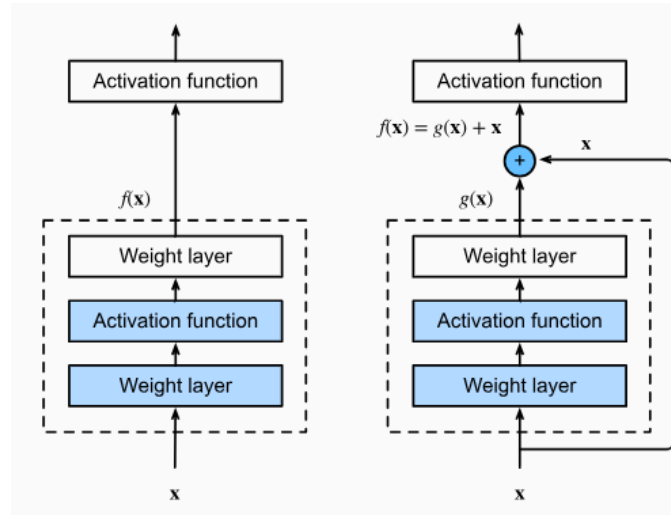 Activation function
f(x)
Weight layer
Activation function
Weight layer
x
Activation function
f(x) = g(x) + x
x
+
g(x)
Weight layer
Activation function
Weight layer
x